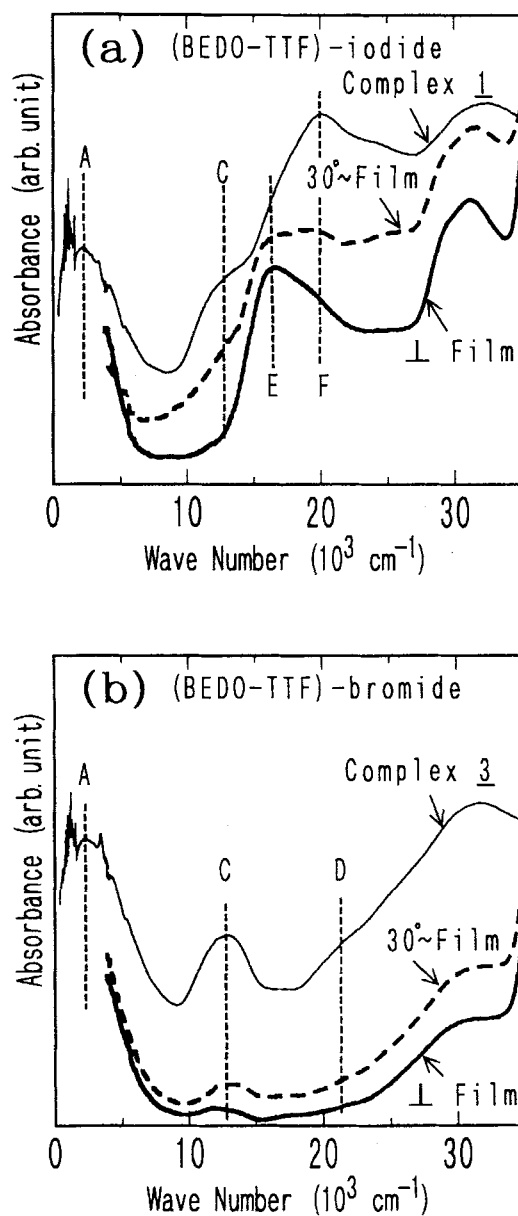 (a) (BEDO-TTF)-iodide
Complex 1
A
C
30°~Film
E
F
⊥ Film
Absorbance (arb. unit)
0 10 20 30
Wave Number (10³ cm⁻¹)
(b) (BEDO-TTF)-bromide
A
Complex 3
C
D
30°~Film
⊥ Film
Absorbance (arb. unit)
0 10 20 30
Wave Number (10³ cm⁻¹)